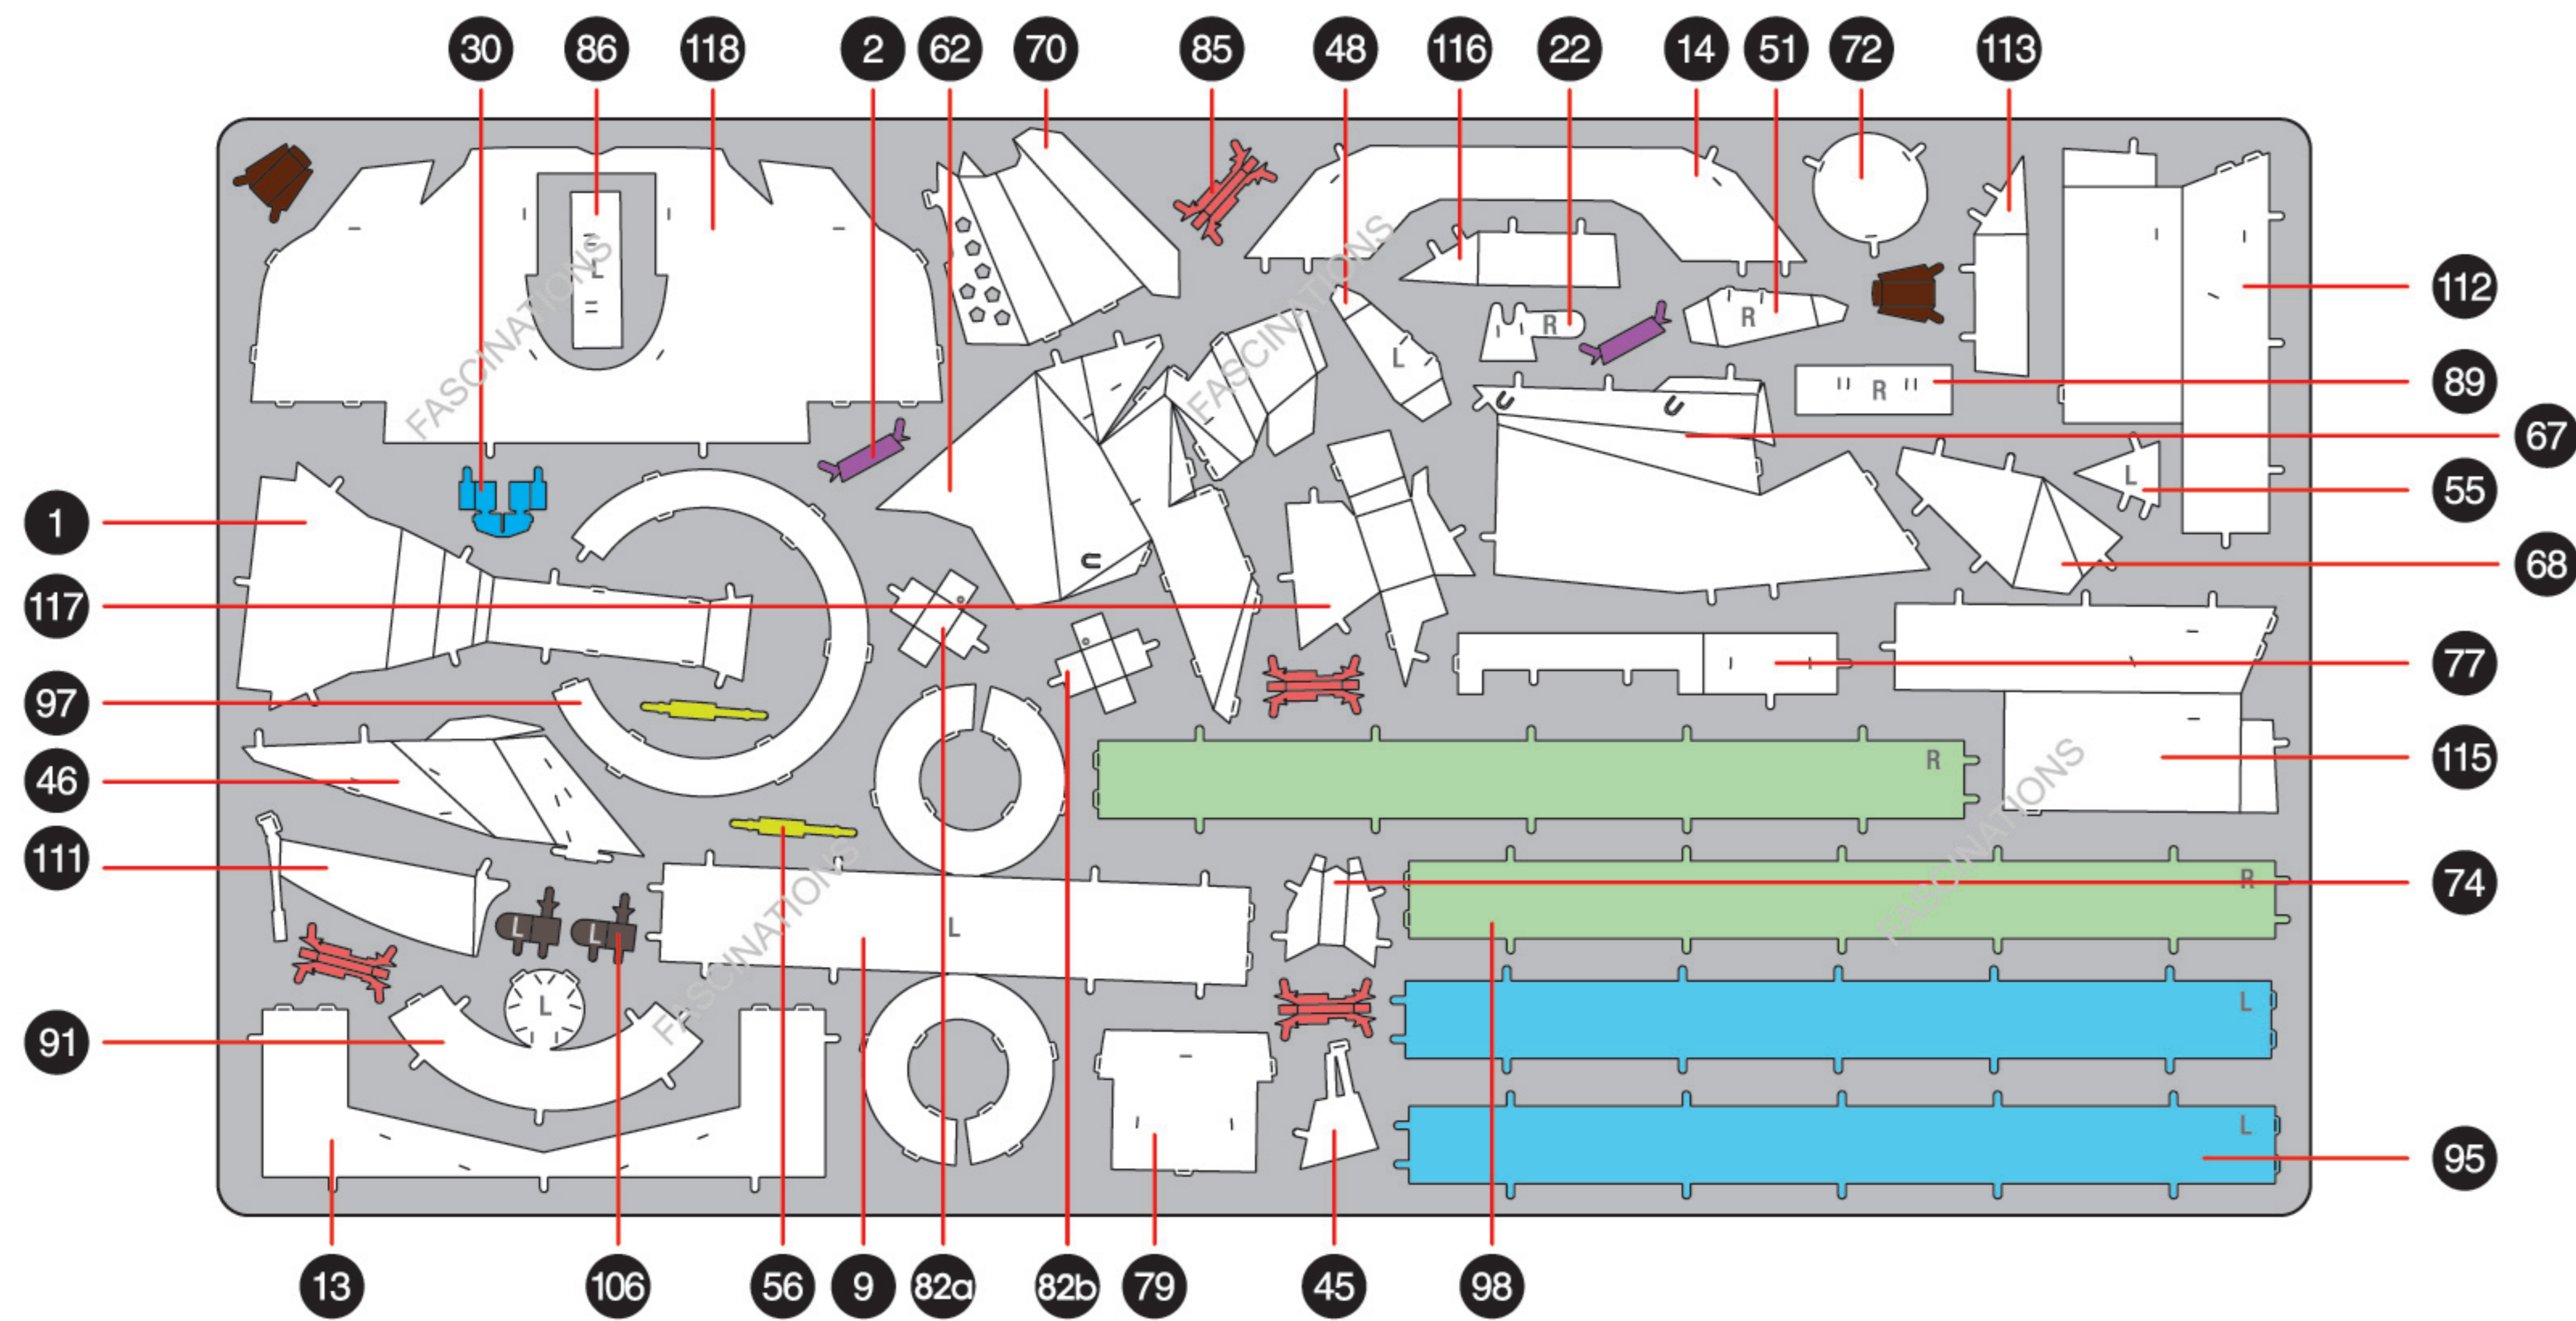 30 86 118 2 62 70 85 48 116 22 14 51 72 113
L
FASCINATIONS
FASCINATIONS
L
R
R
112
R
89
67
L
55
1
68
117
77
97
R
115
46
FASCINATIONS
111
R
74
L
L
L
FASCINATIONS
L
L
91
L
95
13 106 56 9 82a 82b 79 45 98